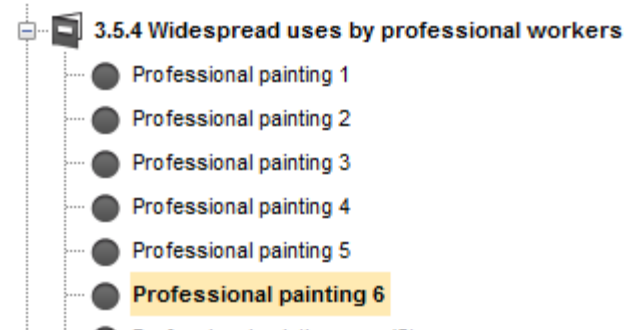 3.5.4 Widespread uses by professional workers
Professional painting 1
Professional painting 2
Professional painting 3
Professional painting 4
Professional painting 5
Professional painting 6